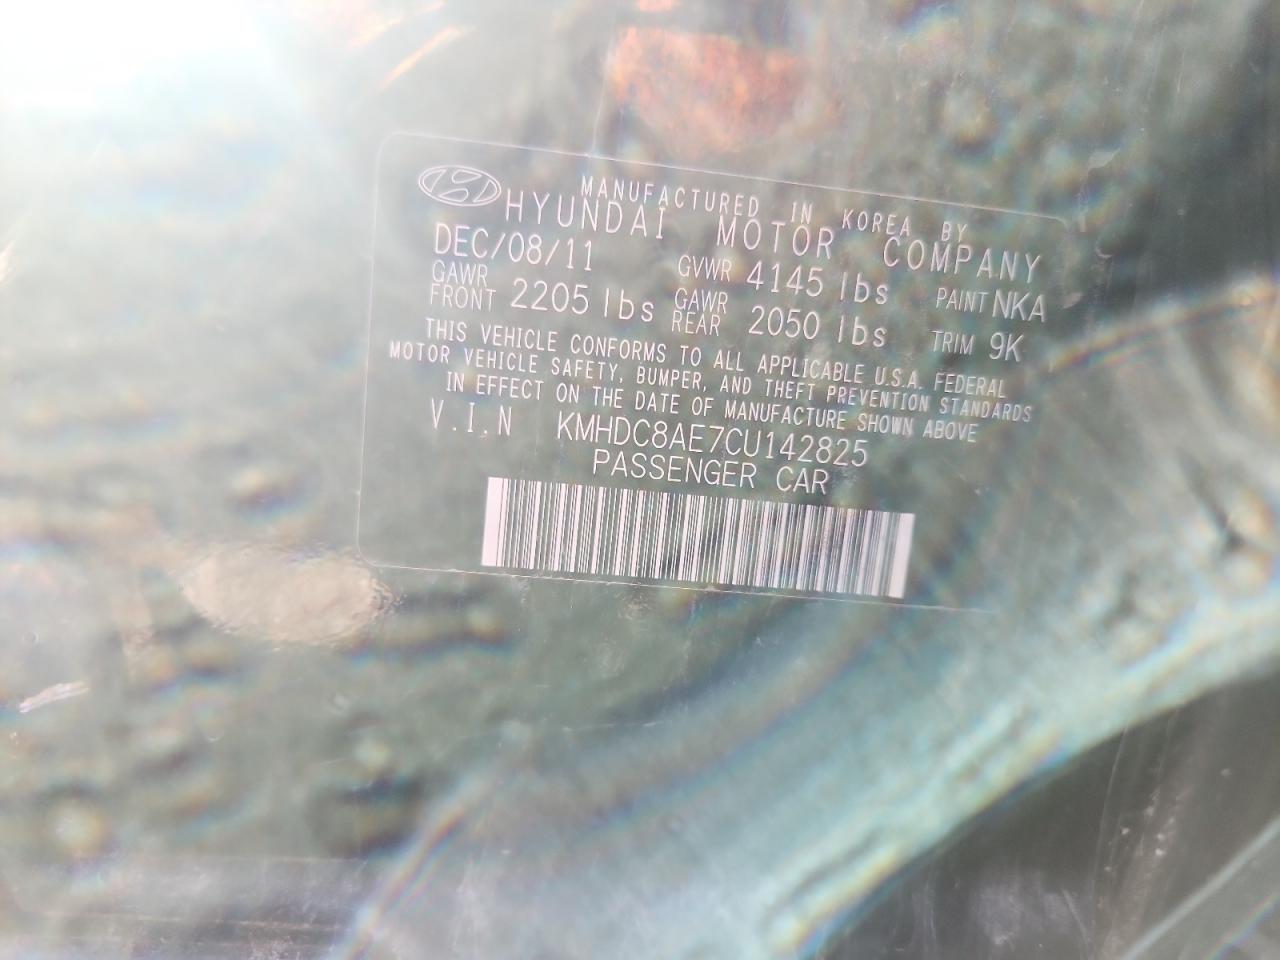 MANUFACTURED IN KOREA BY
HYUNDAI MOTOR COMPANY
DEC/08/11 GVWR 4145 lbs PAINT NKA
GAWR FRONT 2205 lbs GAWR REAR 2050 lbs TRIM 9K
THIS VEHICLE CONFORMS TO ALL APPLICABLE U.S.A. FEDERAL
MOTOR VEHICLE SAFETY, BUMPER, AND THEFT PREVENTION STANDARDS
IN EFFECT ON THE DATE OF MANUFACTURE SHOWN ABOVE
V.I.N KMHDC8AE7CU142825
PASSENGER CAR